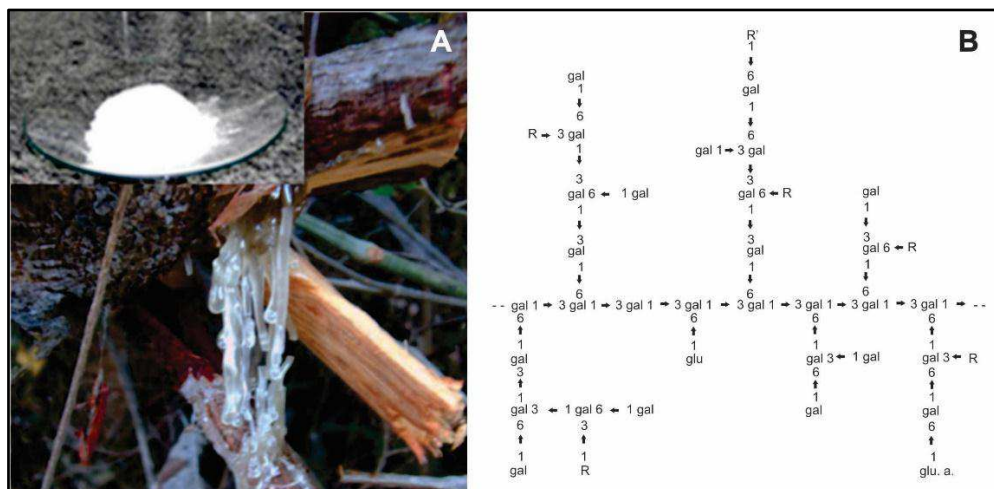 A
B
R'
1
6
gal
gal
1
1
6
6
R → 3 gal
gal 1 → 3 gal
1
3
3
gal 6 ← 1 gal
gal 6 ← R
gal
1 1 1
3 3 3
gal gal gal 6 ← R
1 1 1
6 6 6
-- gal 1 → 3 gal 1 → 3 gal 1 → 3 gal 1 → 3 gal 1 → 3 gal 1 → 3 gal 1 → 3 gal 1 → --
6 6 6 6
1 1 1 1
gal glu gal 3 ← 1 gal gal 3 ← R
3 6 6
1 1 1
gal 3 ← 1 gal 6 ← 1 gal gal gal
6 3 6
1 1 1
gal R glu. a.